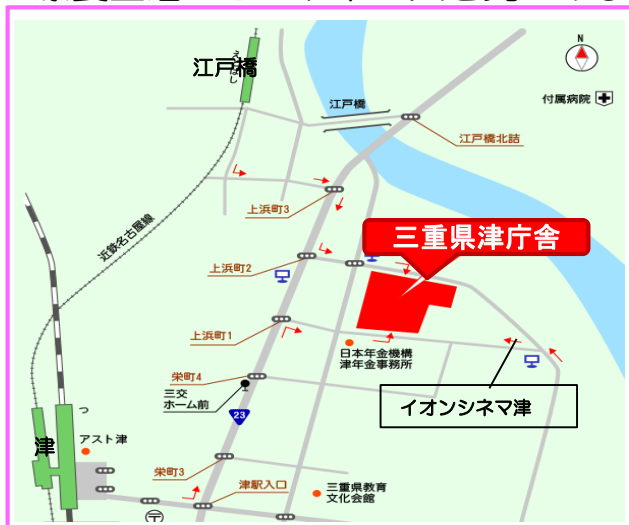 江戸橋
えどばし
N
付属病院
江戸橋
江戸橋北詰
上浜町3
近鉄名古屋線
三重県津庁舎
上浜町2
上浜町1
日本年金機構
津年金事務所
栄町4
三交
ホーム前
23
イオンシネマ津
つ
津
アスト津
栄町3
津駅入口
三重県教育
文化会館
〒